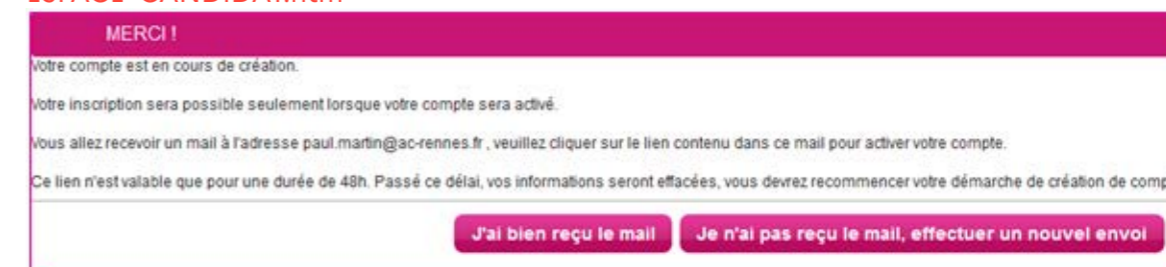 MERCI !
Votre compte est en cours de création.
Votre inscription sera possible seulement lorsque votre compte sera activé.
Vous allez recevoir un mail à l'adresse paul.martin@ac-rennes.fr , veuillez cliquer sur le lien contenu dans ce mail pour activer votre compte.
Ce lien n'est valable que pour une durée de 48h. Passé ce délai, vos informations seront effacées, vous devrez recommencer votre démarche de création de comp
J'ai bien reçu le mail Je n'ai pas reçu le mail, effectuer un nouvel envoi